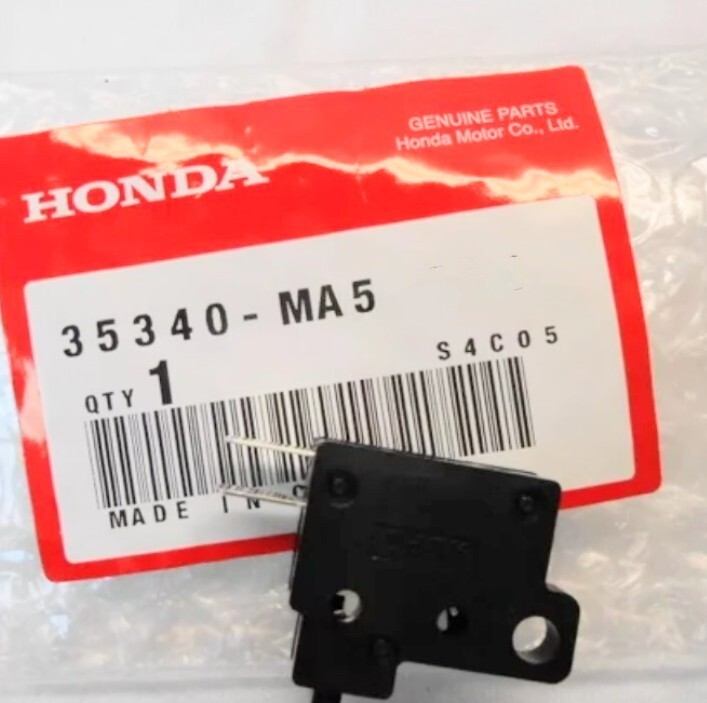 GENUINE PARTS
Honda Motor Co., Ltd.
HONDA
35340-MA5
S4C05
QTY 1
MADE IN